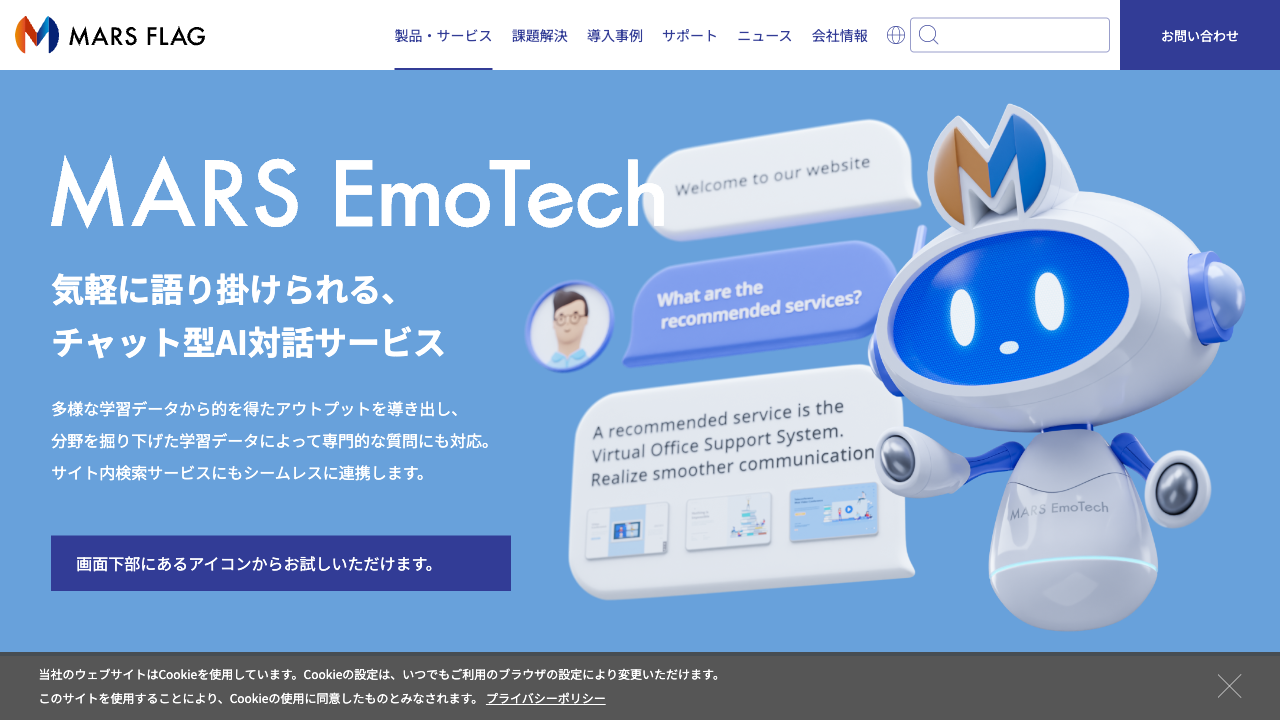 MARS FLAG
製品・サービス
課題解決
導入事例
サポート
ニュース
会社情報
お問い合わせ
MARS EmoTech
気軽に語り掛けられる、
チャット型AI対話サービス
多様な学習データから的を得たアウトプットを導き出し、
分野を掘り下げた学習データによって専門的な質問にも対応。
サイト内検索サービスにもシームレスに連携します。
画面下部にあるアイコンからお試しいただけます。
Welcome to our website
What are the
recommended services?
A recommended service is the
Virtual Office Support System.
Realize smoother communication
MARS EmoTech
当社のウェブサイトはCookieを使用しています。Cookieの設定は、いつでもご利用のブラウザの設定により変更いただけます。
このサイトを使用することにより、Cookieの使用に同意したものとみなされます。 プライバシーポリシー